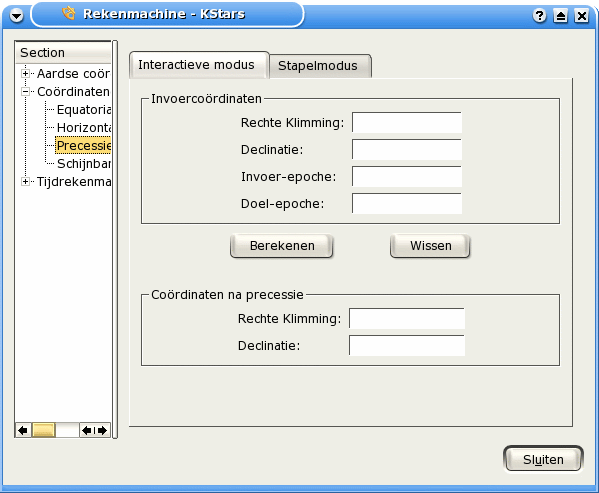 Rekenmachine - KStars
Section
Aardse coör
Coördinaten
Equatoria
Horizonta
Precessie
Schijnbar
Tijdrekenma
Interactieve modus
Stapelmodus
Invoercoördinaten
Rechte Klimming:
Declinatie:
Invoer-epoche:
Doel-epoche:
Berekenen
Wissen
Coördinaten na precessie
Rechte Klimming:
Declinatie:
Sluiten